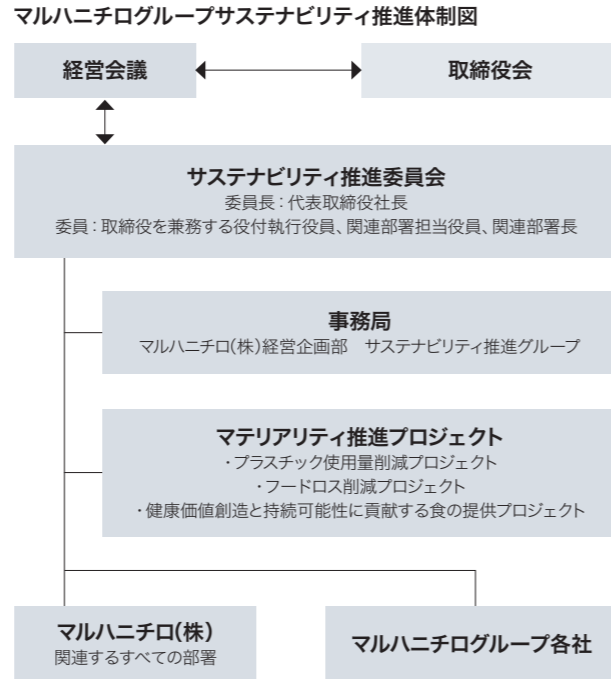 マルハニチログループサステナビリティ推進体制図
経営会議
取締役会
サステナビリティ推進委員会
委員長：代表取締役社長
委員：取締役を兼務する役付執行役員、関連部署担当役員、関連部署長
事務局
マルハニチロ(株)経営企画部　サステナビリティ推進グループ
マテリアリティ推進プロジェクト
・プラスチック使用量削減プロジェクト
・フードロス削減プロジェクト
・健康価値創造と持続可能性に貢献する食の提供プロジェクト
マルハニチロ(株)
関連するすべての部署
マルハニチログループ各社